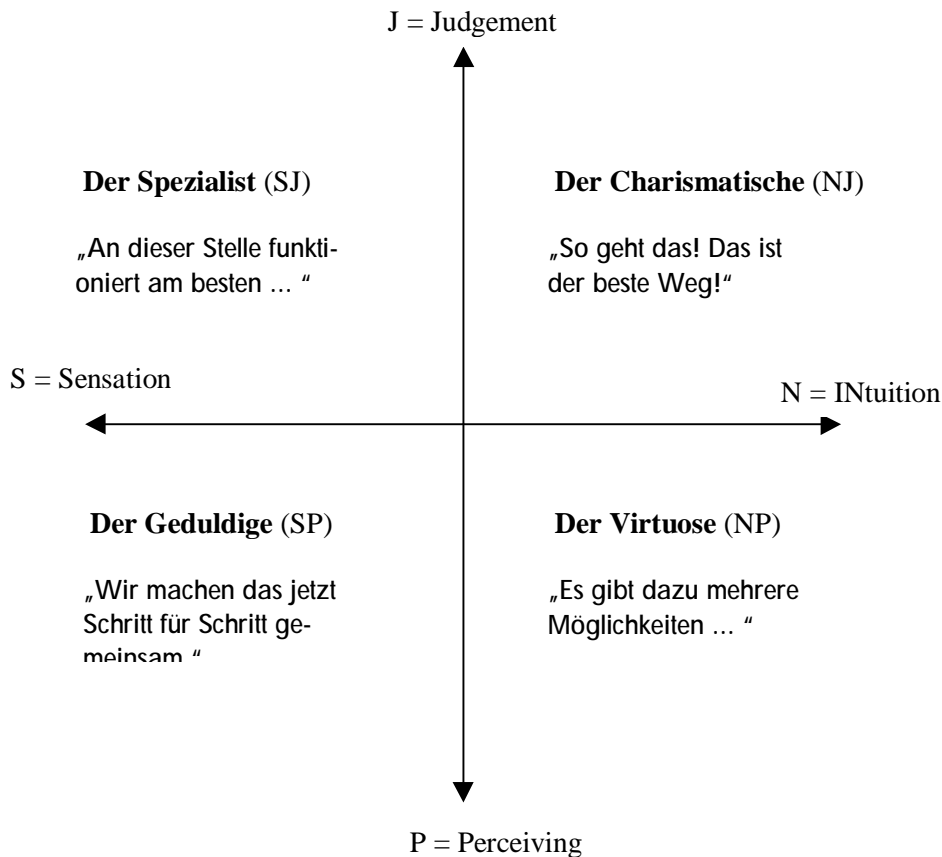 J = Judgement
Der Spezialist (SJ)
„An dieser Stelle funkti-
oniert am besten … “
Der Charismatische (NJ)
„So geht das! Das ist
der beste Weg!“
S = Sensation
N = INtuition
Der Geduldige (SP)
„Wir machen das jetzt
Schritt für Schritt ge-
meinsam “
Der Virtuose (NP)
„Es gibt dazu mehrere
Möglichkeiten … “
P = Perceiving